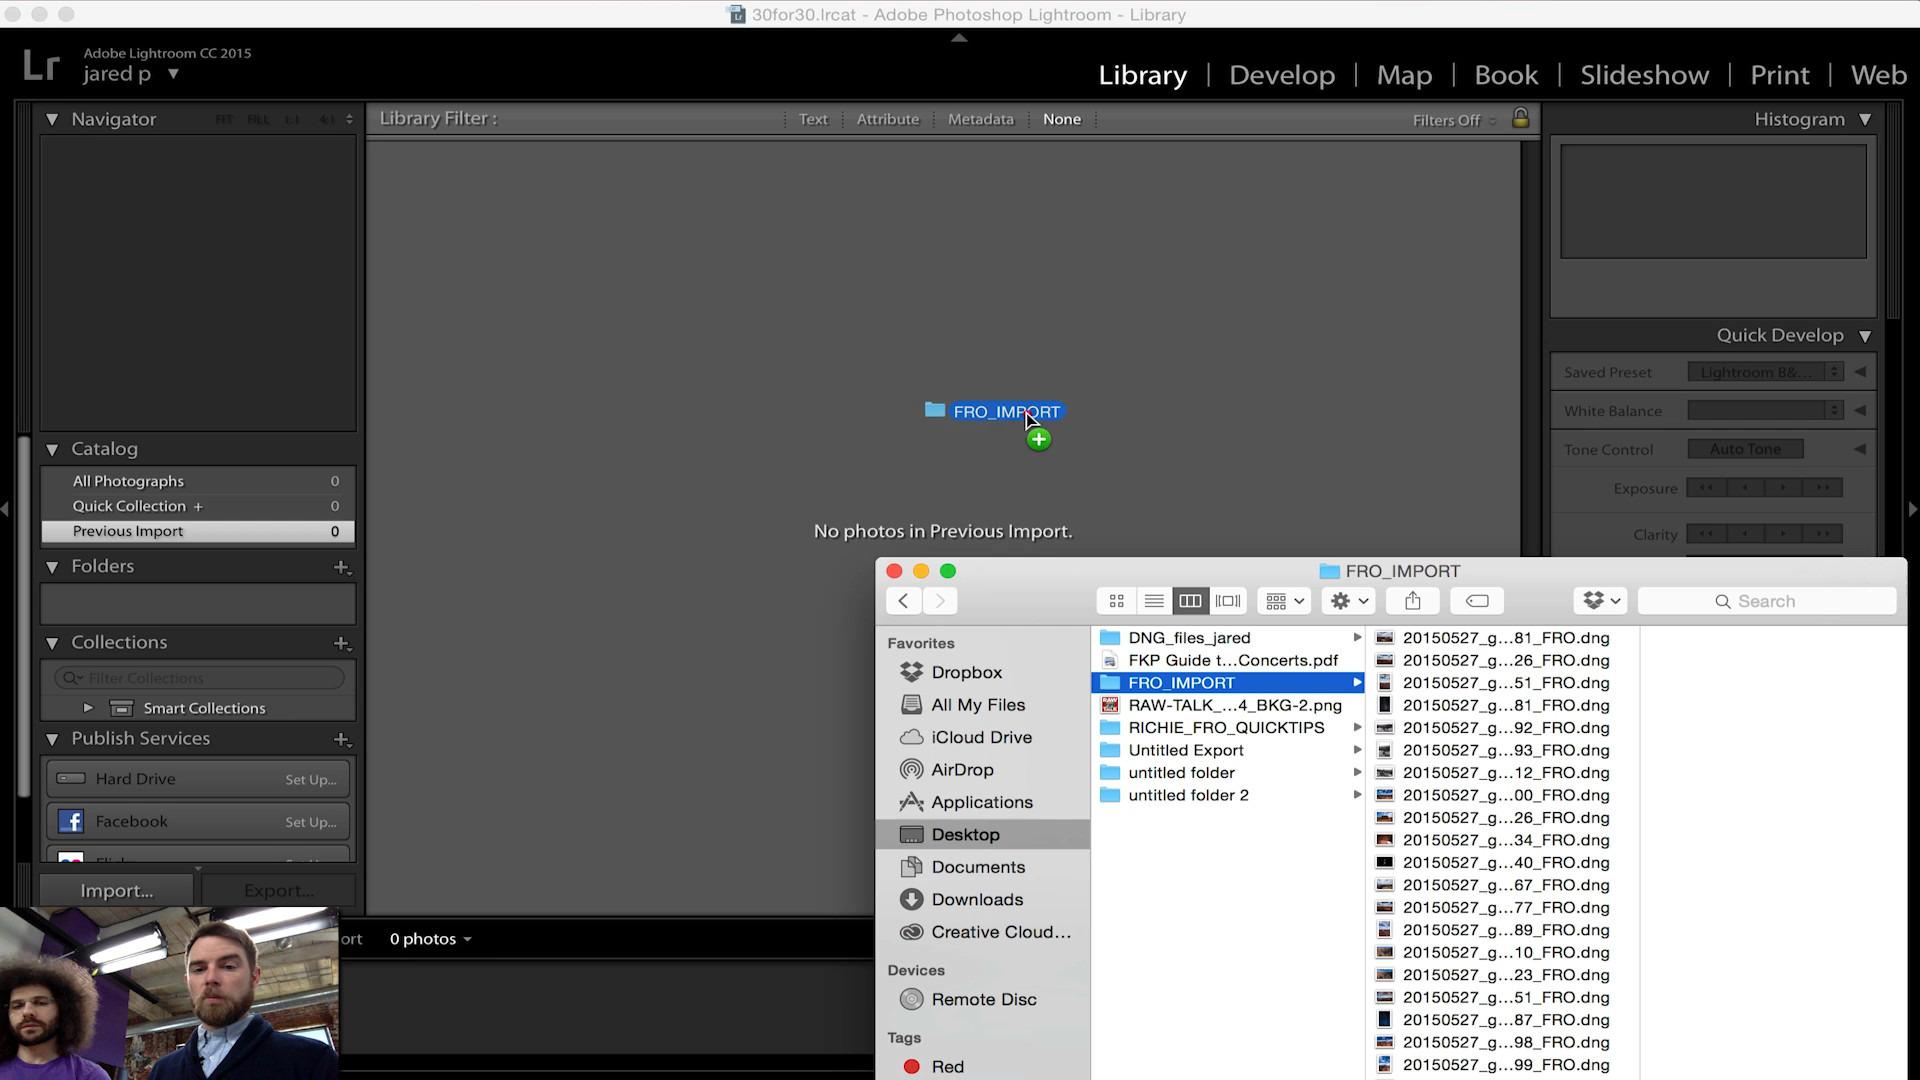 30for30.lrcat - Adobe Photoshop Lightroom - Library
Lr
Adobe Lightroom CC 2015
jared p
Library | Develop | Map | Book | Slideshow | Print | Web
Navigator
FIT FILL 1:1
Library Filter :
Text
Attribute
Metadata
None
Filters Off
Histogram
Quick Develop
Saved Preset
Lightroom B&...
White Balance
Tone Control
Auto Tone
Exposure
Clarity
FRO_IMPORT
No photos in Previous Import.
Catalog
All Photographs 0
Quick Collection + 0
Previous Import 0
Folders
Collections
Filter Collections
Smart Collections
Publish Services
Hard Drive Set Up...
Facebook Set Up...
Import...
Export...
ort
0 photos
FRO_IMPORT
Search
Favorites
Dropbox
All My Files
iCloud Drive
AirDrop
Applications
Desktop
Documents
Downloads
Creative Cloud...
Devices
Remote Disc
Tags
Red
DNG_files_jared
FKP Guide t...Concerts.pdf
FRO_IMPORT
RAW-TALK_...4_BKG-2.png
RICHIE_FRO_QUICKTIPS
Untitled Export
untitled folder
untitled folder 2
20150527_g...81_FRO.dng
20150527_g...26_FRO.dng
20150527_g...51_FRO.dng
20150527_g...81_FRO.dng
20150527_g...92_FRO.dng
20150527_g...93_FRO.dng
20150527_g...12_FRO.dng
20150527_g...00_FRO.dng
20150527_g...26_FRO.dng
20150527_g...34_FRO.dng
20150527_g...40_FRO.dng
20150527_g...67_FRO.dng
20150527_g...77_FRO.dng
20150527_g...89_FRO.dng
20150527_g...10_FRO.dng
20150527_g...23_FRO.dng
20150527_g...51_FRO.dng
20150527_g...87_FRO.dng
20150527_g...98_FRO.dng
20150527_g...99_FRO.dng